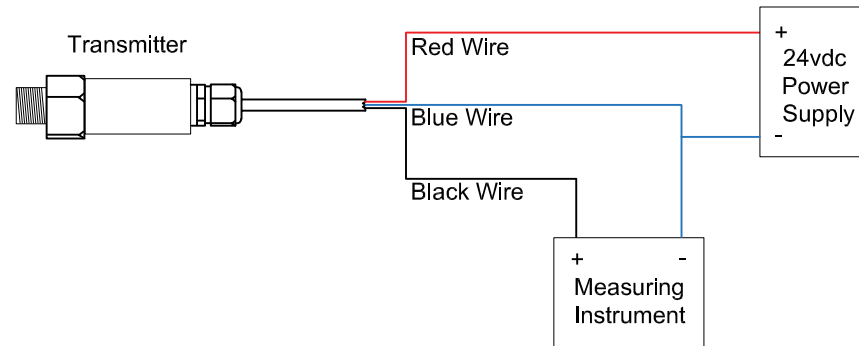 Transmitter
Red Wire
+
24vdc
Power
Supply
-
Blue Wire
Black Wire
+ -
Measuring
Instrument